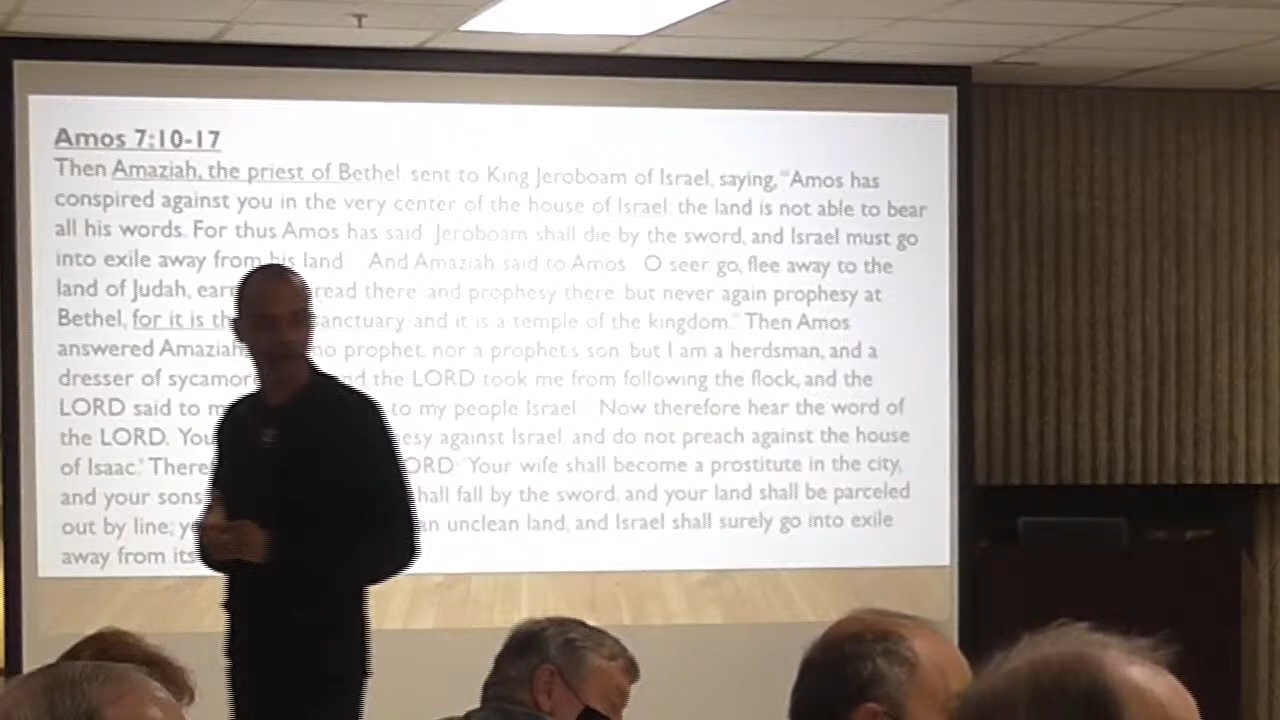 Amos 7:10-17
Then Amaziah, the priest of Bethel sent to King Jeroboam of Israel, saying, "Amos has
conspired against you in the very center of the house of Israel; the land is not able to bear
all his words. For thus Amos has said Jeroboam shall die by the sword, and Israel must go
into exile away from his land And Amaziah said to Amos O seer go, flee away to the
land of Judah, there and prophesy there but never again prophesy at
Bethel, for it is sanctuary and it is a temple of the kingdom." Then Amos
answered Amaziah no prophet, nor a prophet's son but I am a herdsman, and a
dresser of and the LORD took me from following the flock, and the
LORD said to to my people Israel Now therefore hear the word of
the LORD. You against Israel, and do not preach against the house
of Isaac.' Your wife shall become a prostitute in the city,
and your sons shall fall by the sword, and your land shall be parceled
out by line; an unclean land, and Israel shall surely go into exile
away from its